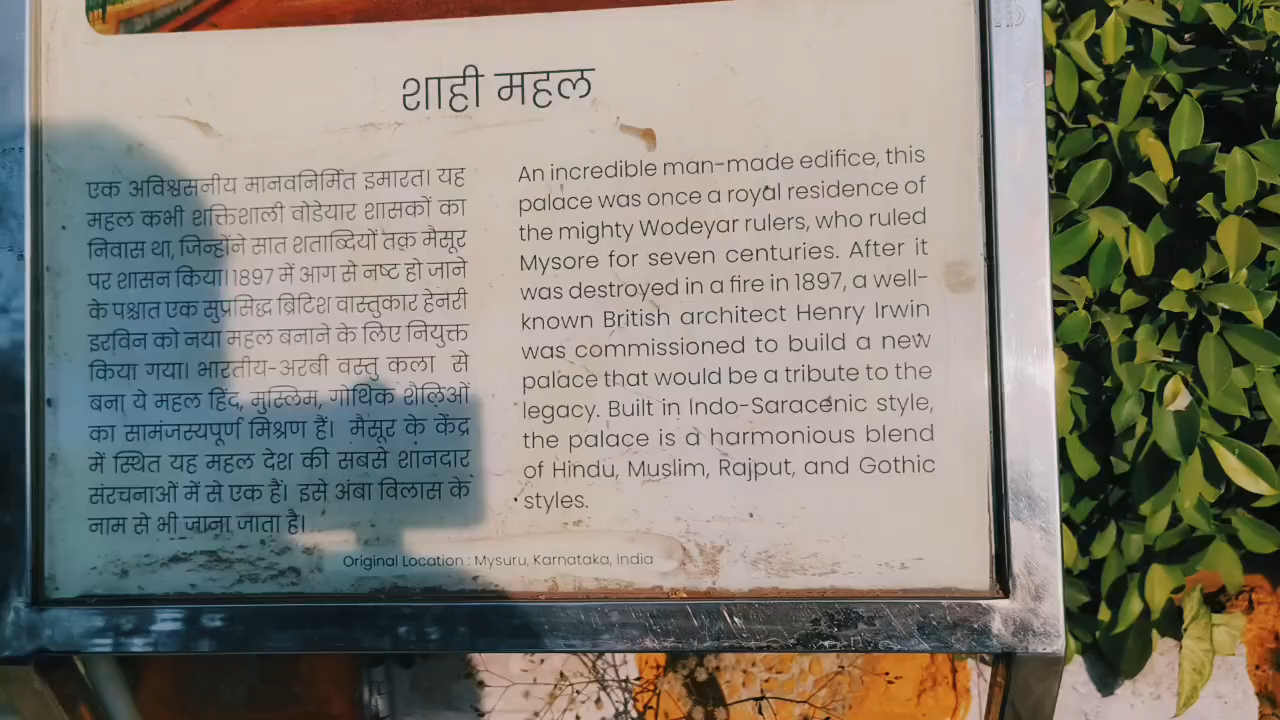 शाही महल
एक अविश्वसनीय मानवनिर्मित इमारत। यह
महल कभी शक्तिशाली वोडेयार शासकों का
निवास था, जिन्होंने सात शताब्दियों तक़ मैसूर
पर शासन किया। 1897 में आग से नष्ट हो जाने
के पश्चात एक सुप्रसिद्ध ब्रिटिश वास्तुकार हेनरी
इरविन को नया महल बनाने के लिए नियुक्त
किया गया। भारतीय-अरबी वस्तु कला से
बना ये महल हिंद, मुस्लिम, गोथिक शैलिओं
का सामंजस्यपूर्ण मिश्रण हैं। मैसूर के केंद्र
में स्थित यह महल देश की सबसे शानदार
संरचनाओं में से एक हैं। इसे अंबा विलास के
नाम से भी जाना जाता है।
An incredible man-made edifice, this
palace was once a royal residence of
the mighty Wodeyar rulers, who ruled
Mysore for seven centuries. After it
was destroyed in a fire in 1897, a well-
known British architect Henry Irwin
was commissioned to build a new
palace that would be a tribute to the
legacy. Built in Indo-Saracenic style,
the palace is a harmonious blend
of Hindu, Muslim, Rajput, and Gothic
styles.
Original Location : Mysuru, Karnataka, India